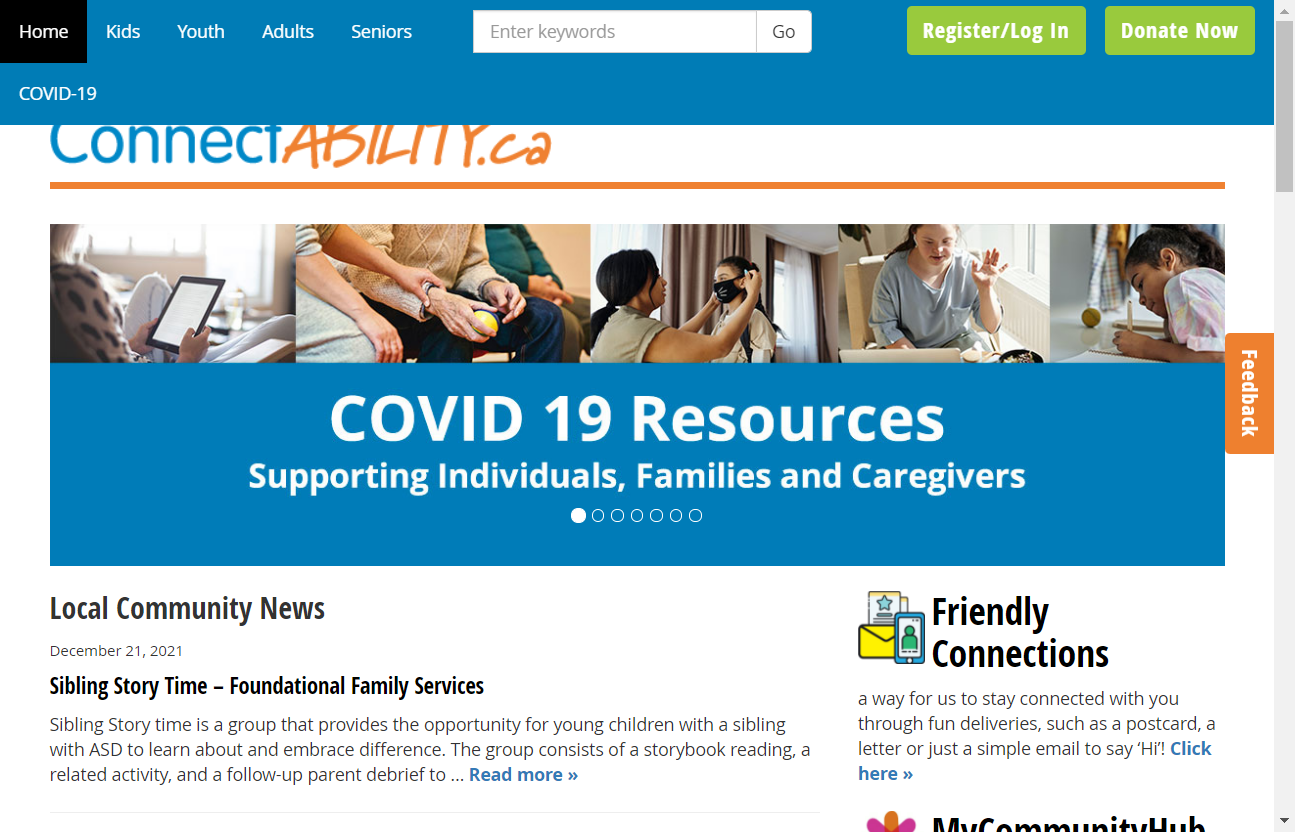 Home Kids Youth Adults Seniors Enter keywords Go Register/Log In Donate Now
COVID-19
ConnectABILITY.ca
COVID 19 Resources
Supporting Individuals, Families and Caregivers
Feedback
Local Community News
December 21, 2021
Sibling Story Time – Foundational Family Services
Sibling Story time is a group that provides the opportunity for young children with a sibling
with ASD to learn about and embrace difference. The group consists of a storybook reading, a
related activity, and a follow-up parent debrief to ... Read more »
Friendly
Connections
a way for us to stay connected with you
through fun deliveries, such as a postcard, a
letter or just a simple email to say ‘Hi’! Click
here »
MyCommunityHub